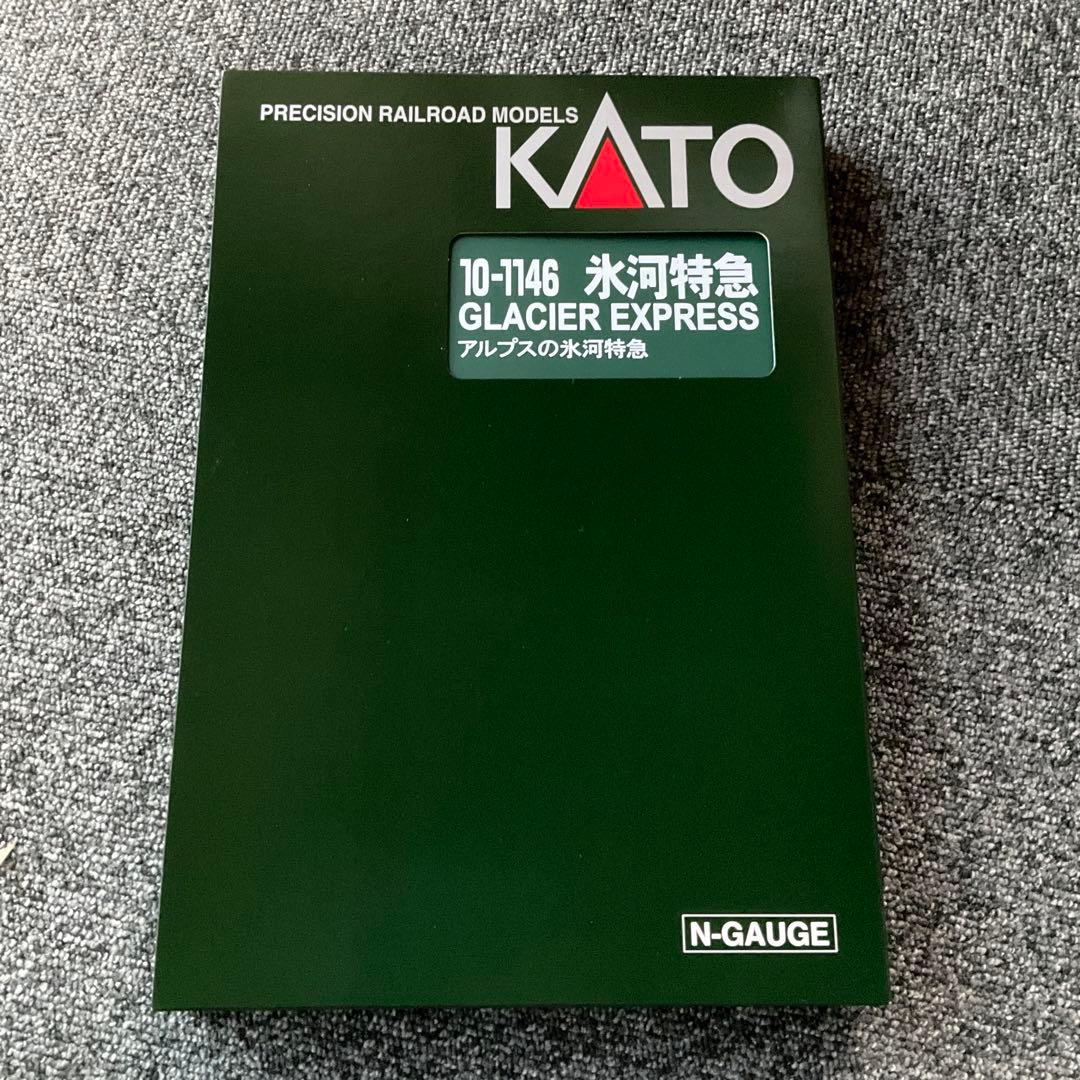 PRECISION RAILROAD MODELS
KATO
10-1146 氷河特急
GLACIER EXPRESS
アルプスの氷河特急
N-GAUGE